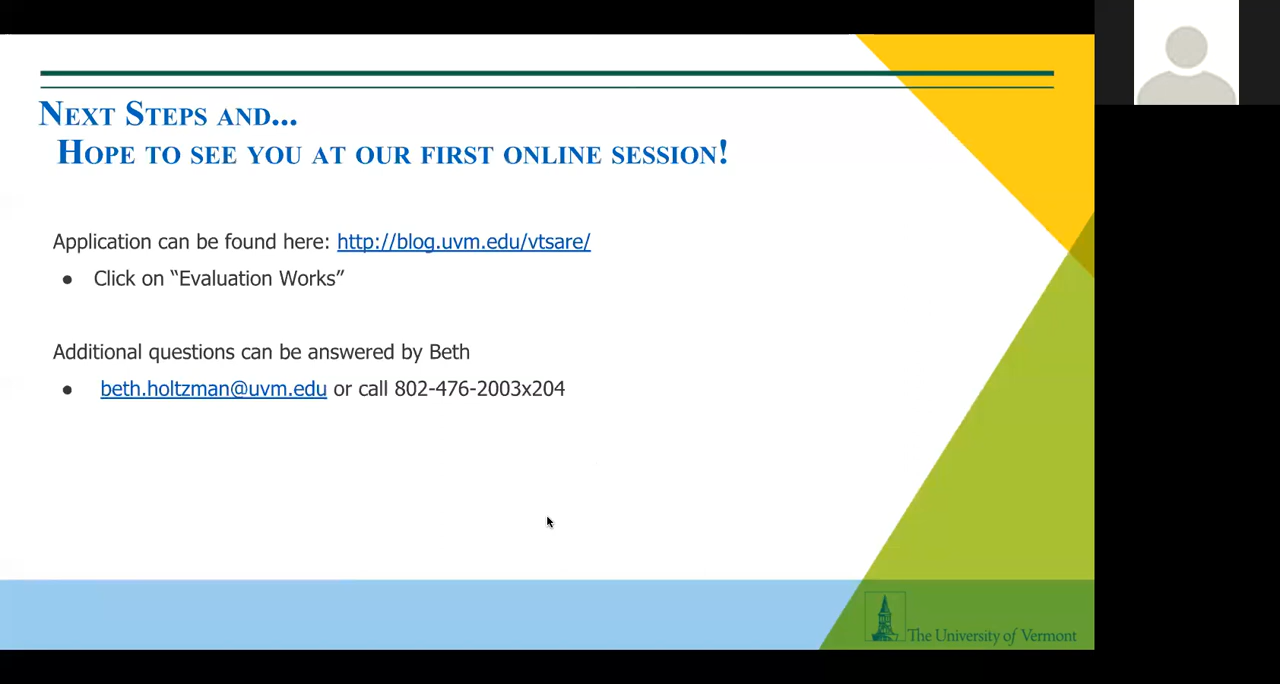 Next Steps and...
Hope to see you at our first online session!
Application can be found here: http://blog.uvm.edu/vtsare/
● Click on “Evaluation Works”
Additional questions can be answered by Beth
● beth.holtzman@uvm.edu or call 802-476-2003x204
The University of Vermont